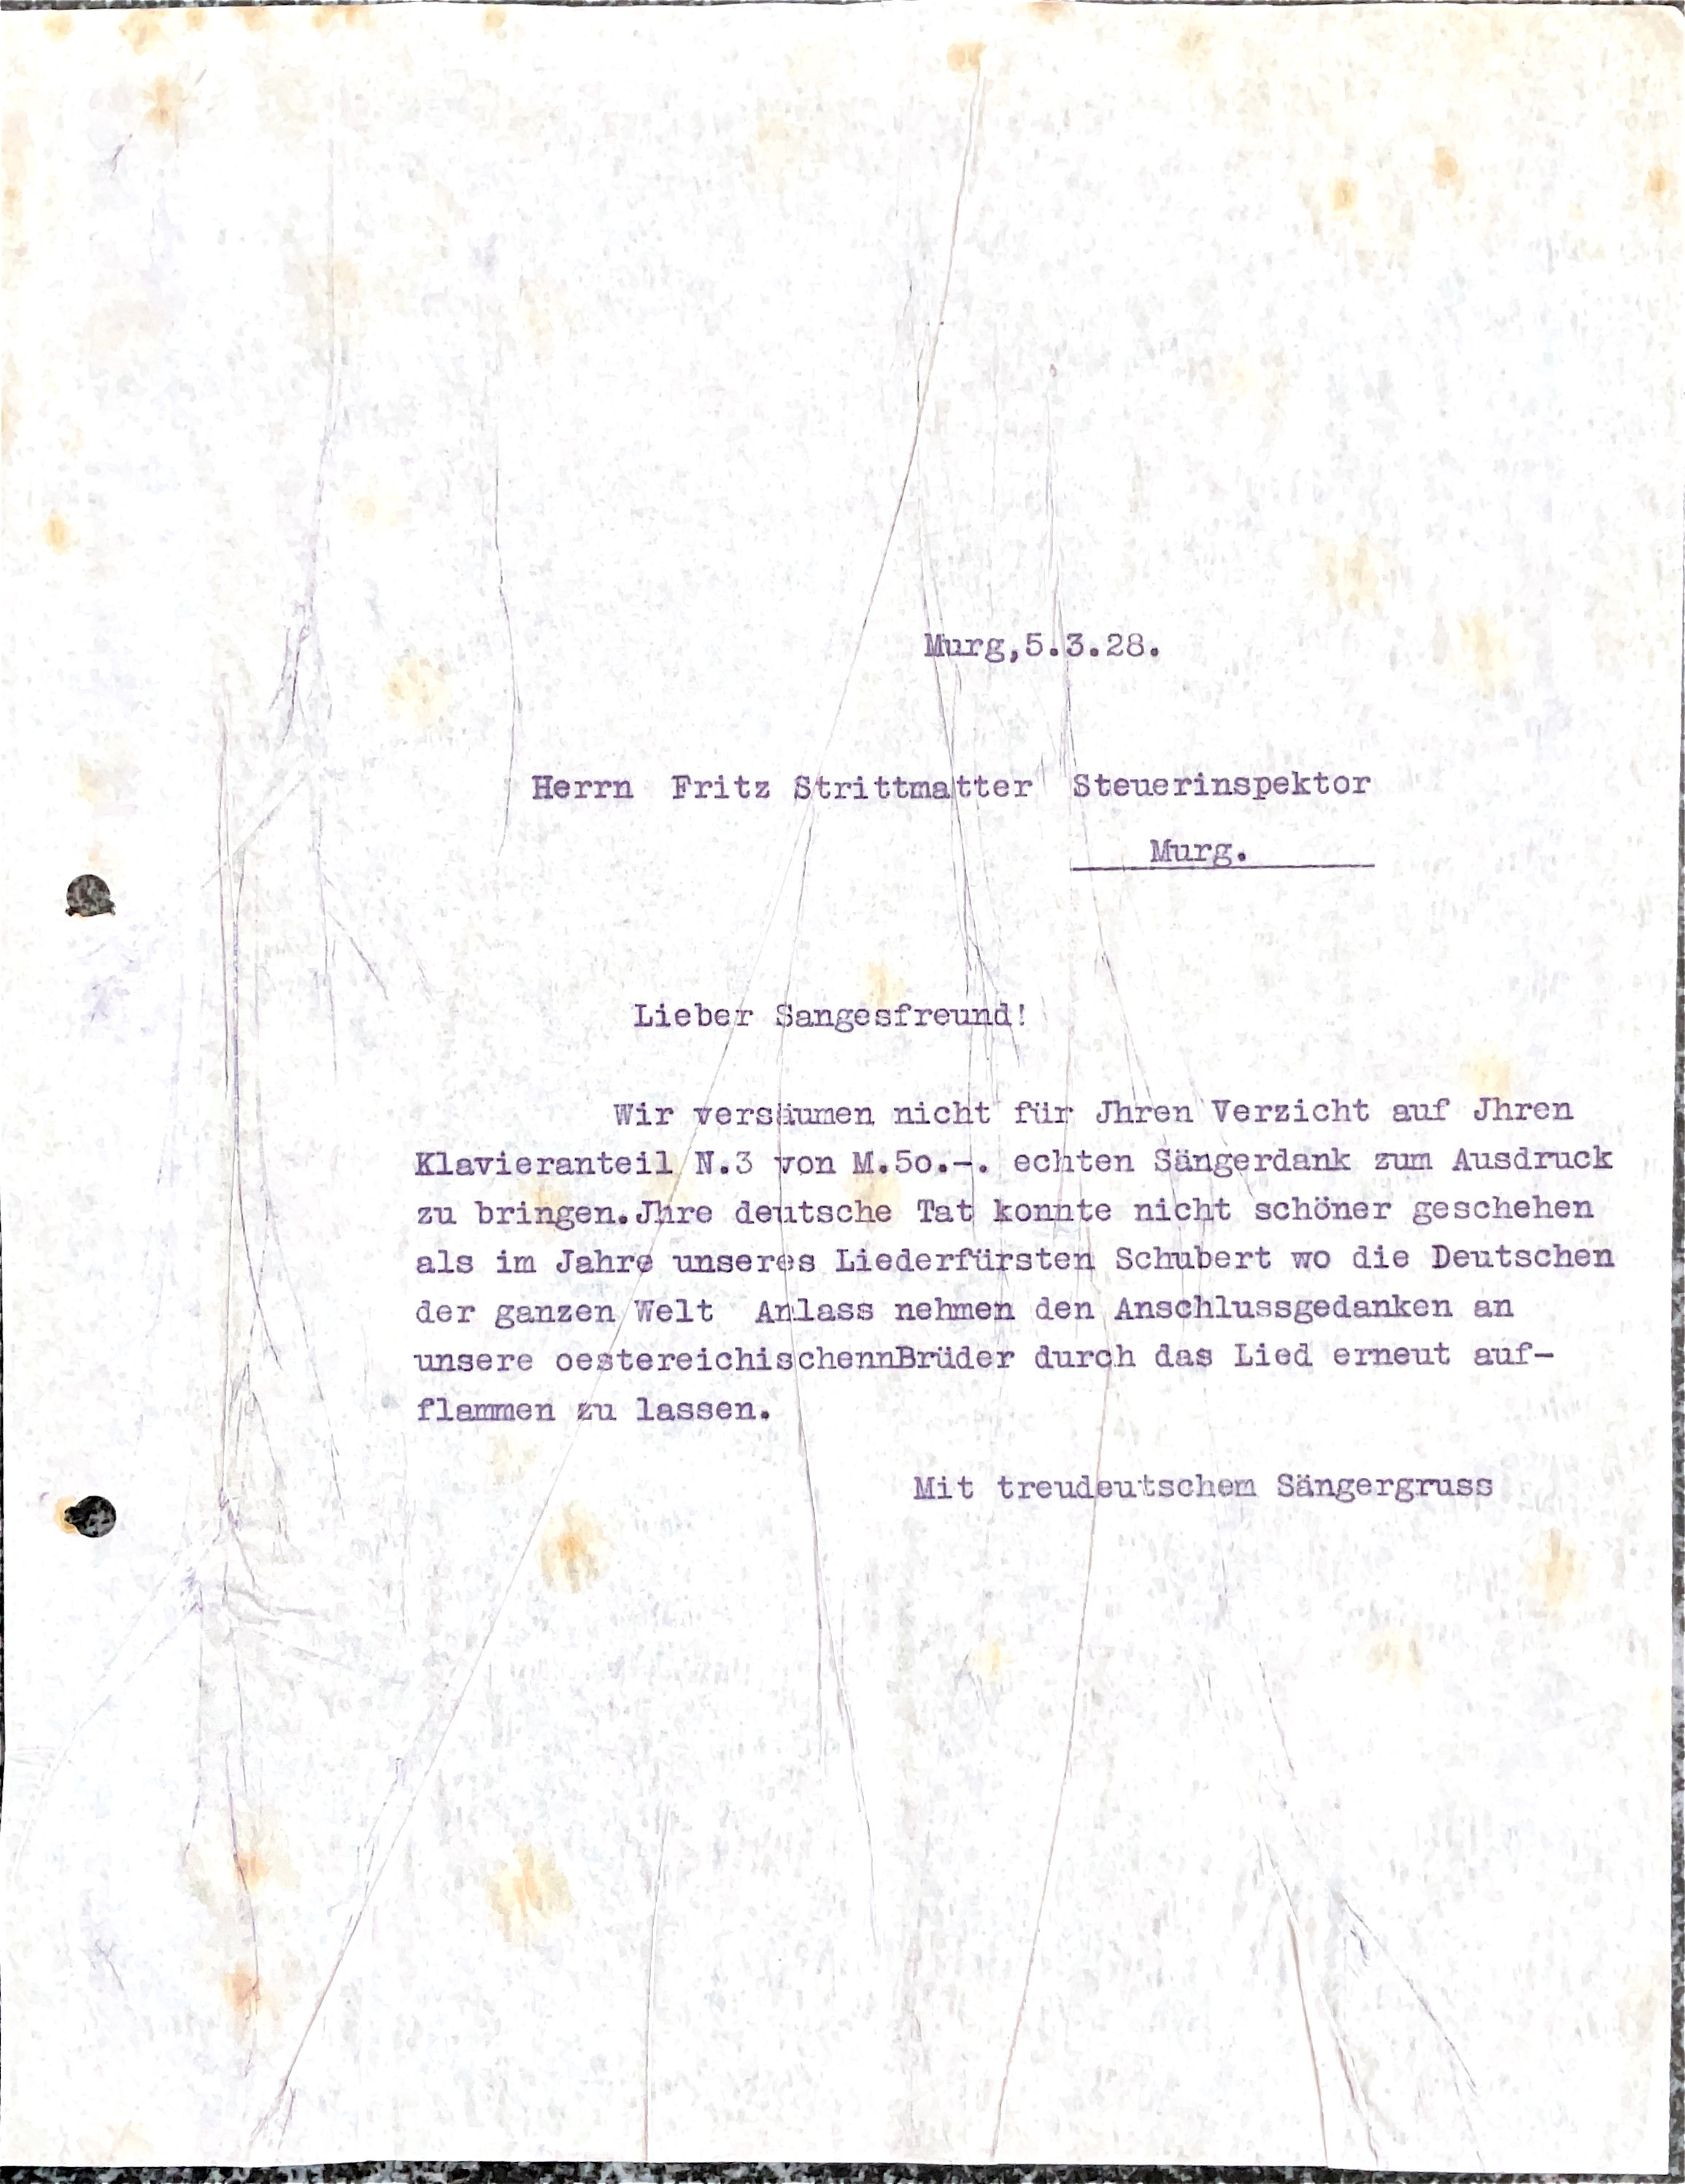 Murg,5.3.28.
Herrn Fritz Strittmatter Steuerinspektor
Murg.
Lieber Sangesfreund!
Wir versäumen nicht für Jhren Verzicht auf Jhren
Klavieranteil N.3 von M.5o.-. echten Sängerdank zum Ausdruck
zu bringen.Jhre deutsche Tat konnte nicht schöner geschehen
als im Jahre unseres Liederfürsten Schubert wo die Deutschen
der ganzen Welt Anlass nehmen den Anschlussgedanken an
unsere oestereichischennBrüder durch das Lied erneut auf-
flammen zu lassen.
Mit treudeutschem Sängergruss